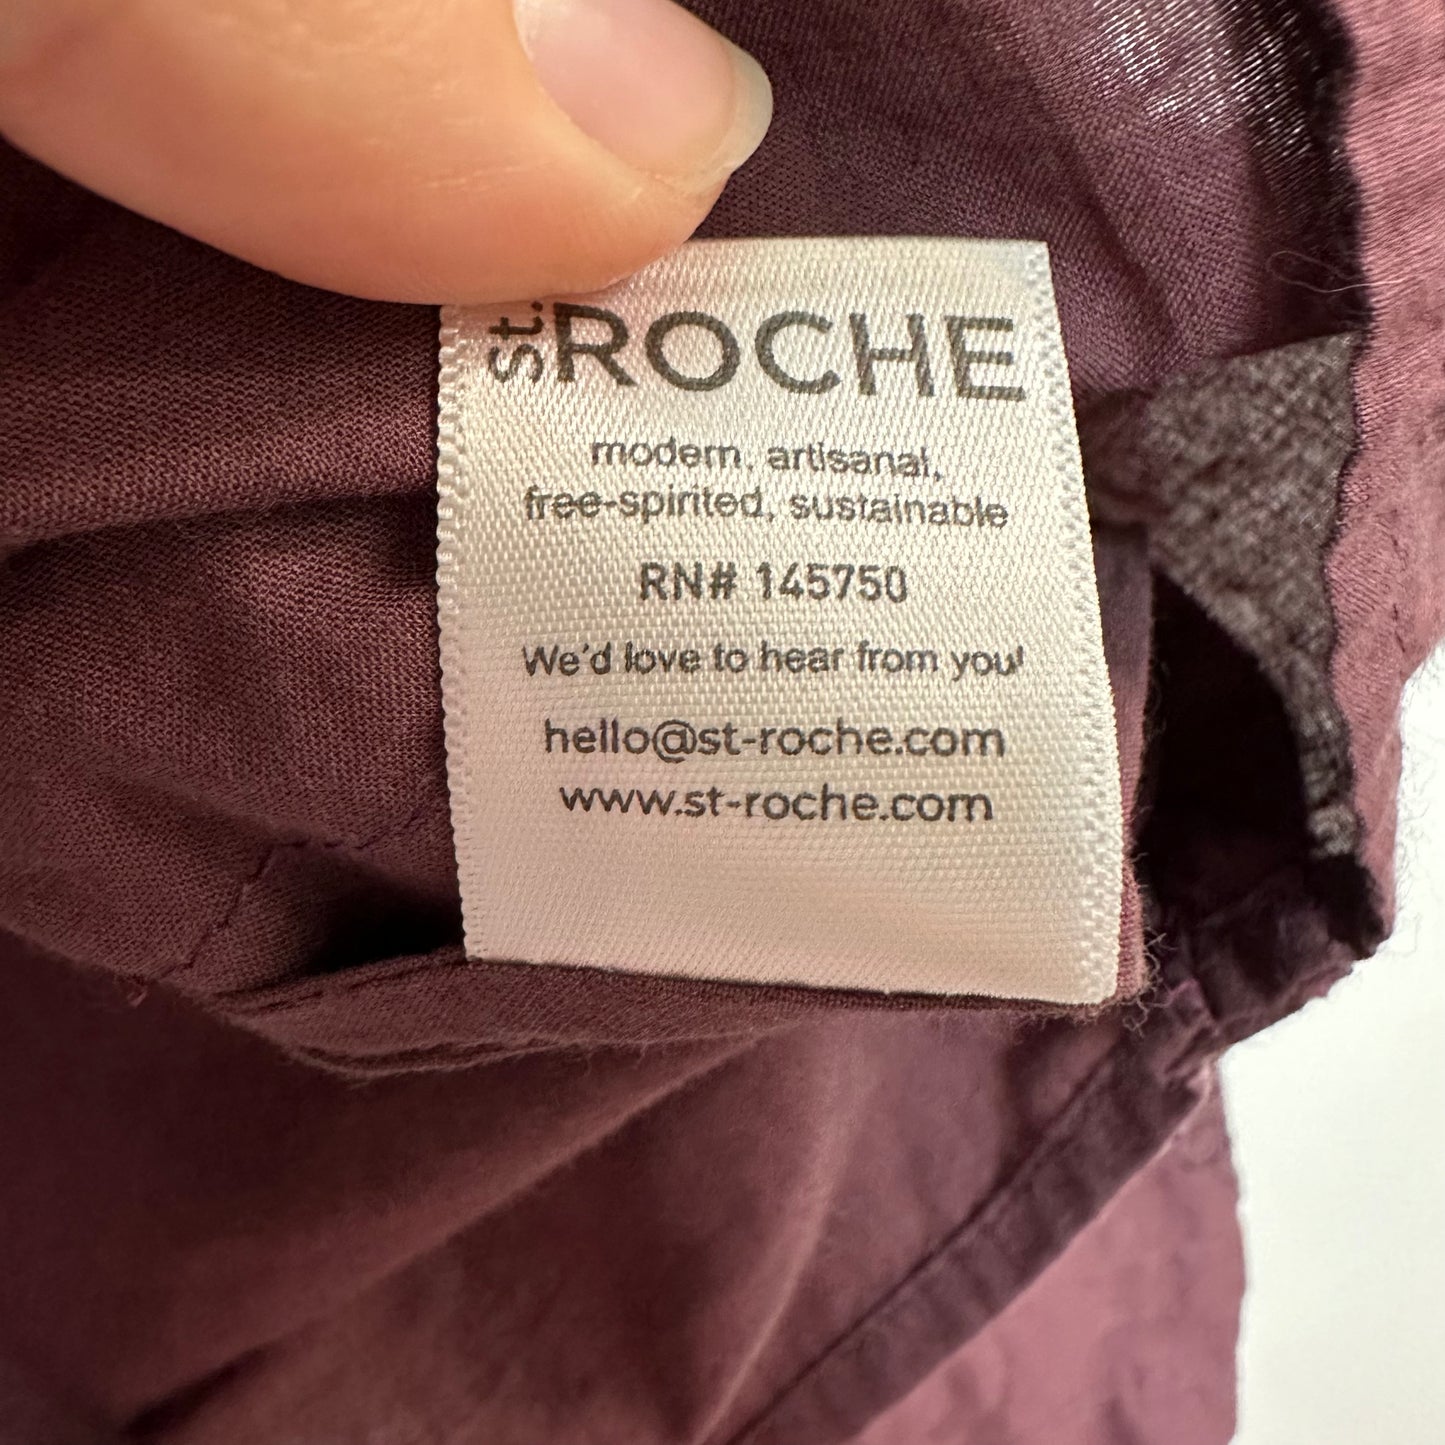 st. ROCHE
modern, artisanal,
free-spirited, sustainable
RN# 145750
We'd love to hear from you!
hello@st-roche.com
www.st-roche.com